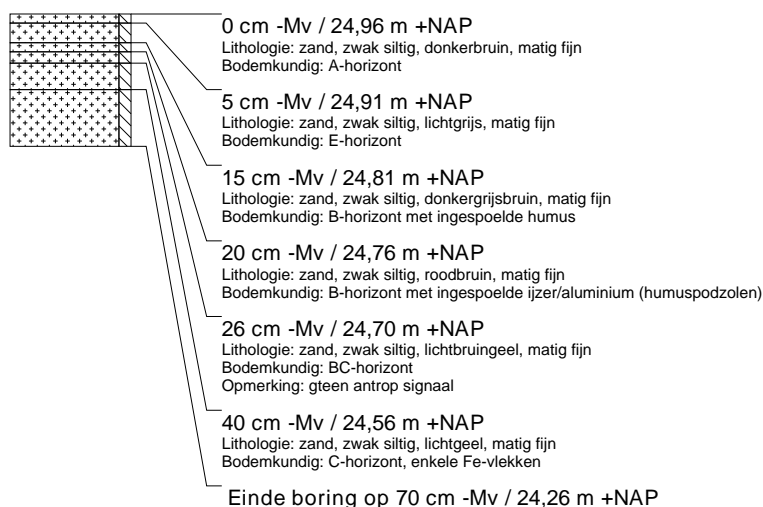 0 cm -Mv / 24,96 m +NAP
Lithologie: zand, zwak siltig, donkerbruin, matig fijn
Bodemkundig: A-horizont
5 cm -Mv / 24,91 m +NAP
Lithologie: zand, zwak siltig, lichtgrijs, matig fijn
Bodemkundig: E-horizont
15 cm -Mv / 24,81 m +NAP
Lithologie: zand, zwak siltig, donkergrijsbruin, matig fijn
Bodemkundig: B-horizont met ingespoelde humus
20 cm -Mv / 24,76 m +NAP
Lithologie: zand, zwak siltig, roodbruin, matig fijn
Bodemkundig: B-horizont met ingespoelde ijzer/aluminium (humuspodzolen)
26 cm -Mv / 24,70 m +NAP
Lithologie: zand, zwak siltig, lichtbruingeel, matig fijn
Bodemkundig: BC-horizont
Opmerking: gteen antrop signaal
40 cm -Mv / 24,56 m +NAP
Lithologie: zand, zwak siltig, lichtgeel, matig fijn
Bodemkundig: C-horizont, enkele Fe-vlekken
Einde boring op 70 cm -Mv / 24,26 m +NAP